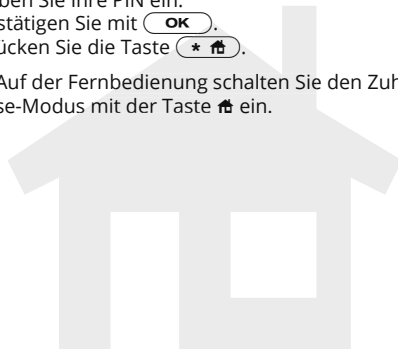 ben Sie Ihre PIN ein.
stätigen Sie mit OK.
ücken Sie die Taste *.
Auf der Fernbedienung schalten Sie den Zuh
se-Modus mit der Taste ein.